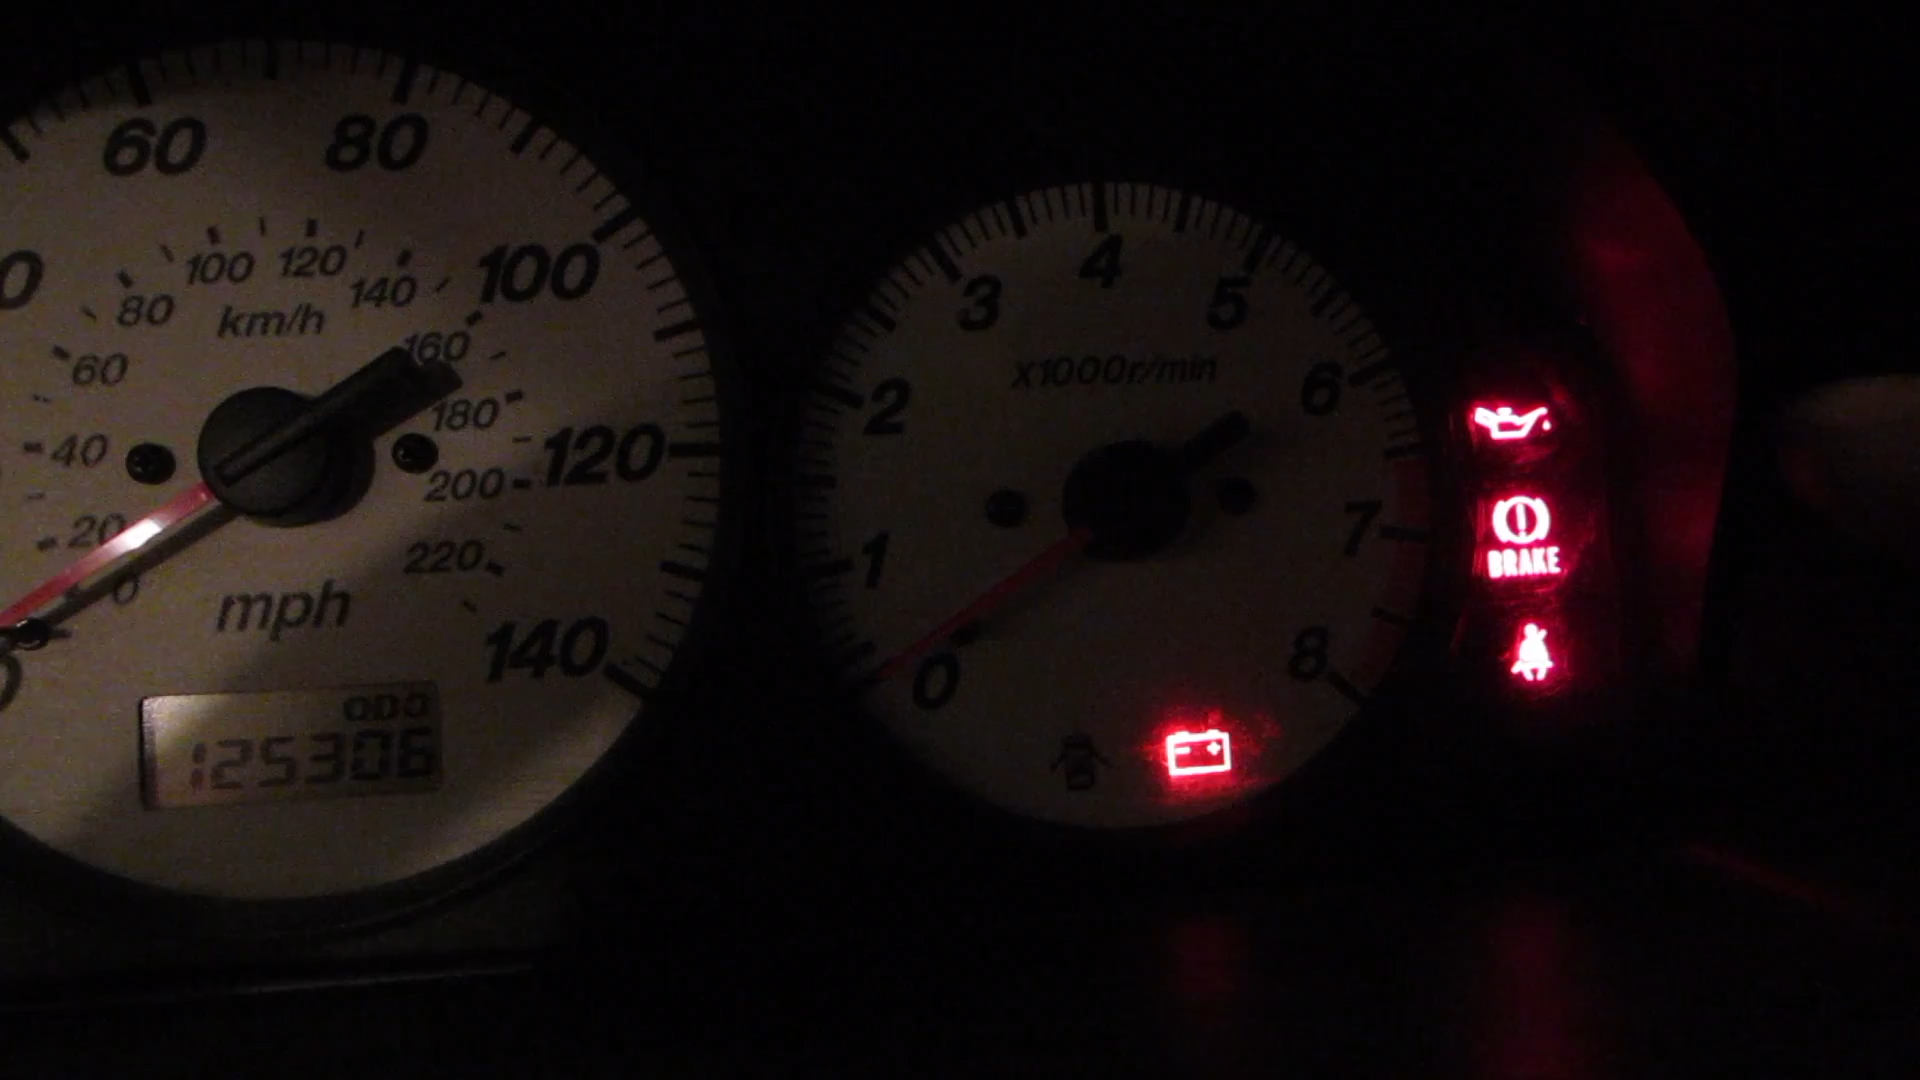 60 80
100
120
140
mph
0 20 40 60 80 100 120 140 160 180 200 220
km/h
ODO
125306
0 1 2 3 4 5 6 7 8
x1000r/min
BRAKE